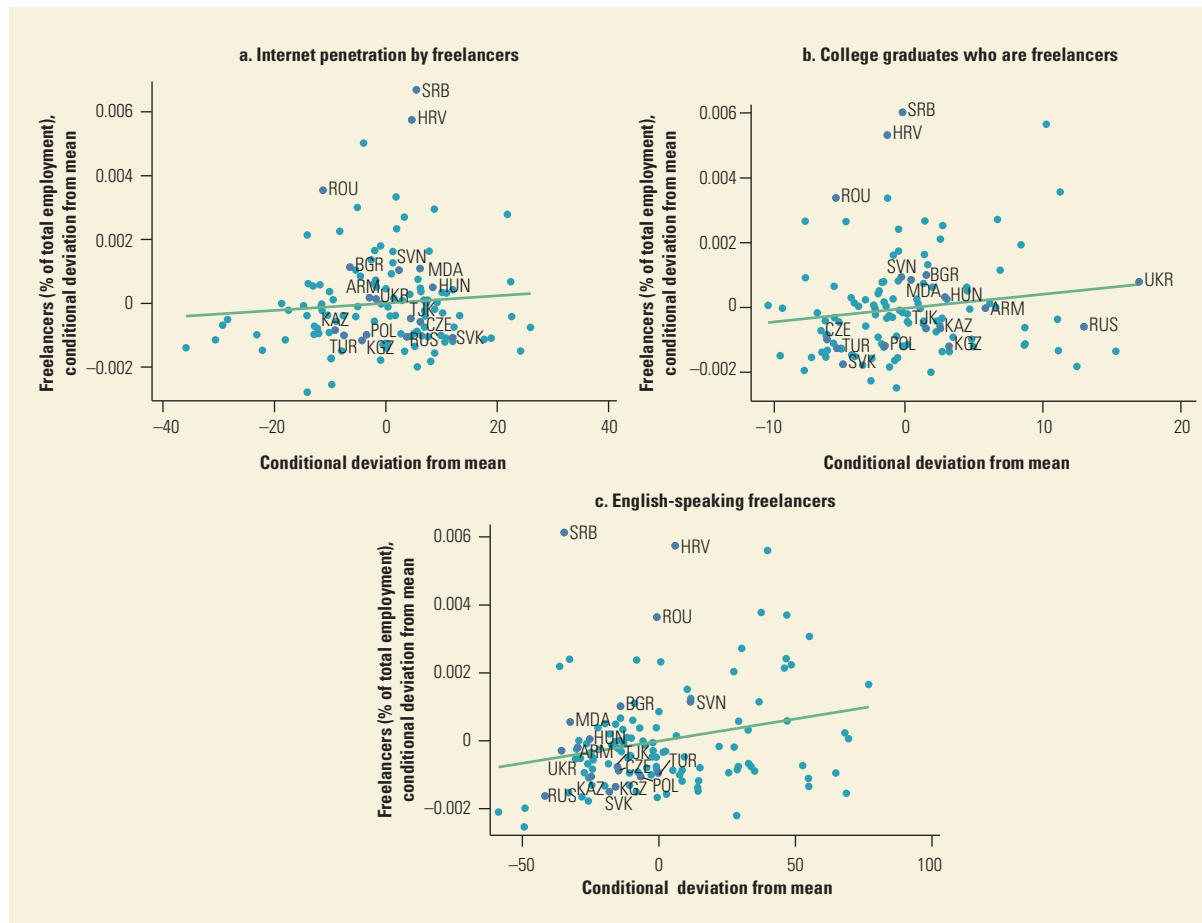 a. Internet penetration by freelancers
Freelancers (% of total employment),
conditional deviation from mean
0.006
0.004
0.002
0
–0.002
SRB
HRV
ROU
BGR
SVN
MDA
ARM
UKR
HUN
TJK
KAZ
POL
CZE
TUR
KGZ
RUS
SVK
–40
–20
0
20
40
Conditional deviation from mean
b. College graduates who are freelancers
Freelancers (% of total employment),
conditional deviation from mean
0.006
0.004
0.002
0
–0.002
SRB
HRV
ROU
SVN
BGR
UKR
MDA
HUN
ARM
TJK
KAZ
RUS
CZE
TUR
POL
KGZ
SVK
–10
0
10
20
Conditional deviation from mean
c. English-speaking freelancers
Freelancers (% of total employment),
conditional deviation from mean
0.006
0.004
0.002
0
–0.002
SRB
HRV
ROU
BGR
SVN
MDA
HUN
ARM
TJK
TUR
UKR
CZE
KAZ
KGZ
POL
RUS
SVK
–50
0
50
100
Conditional deviation from mean